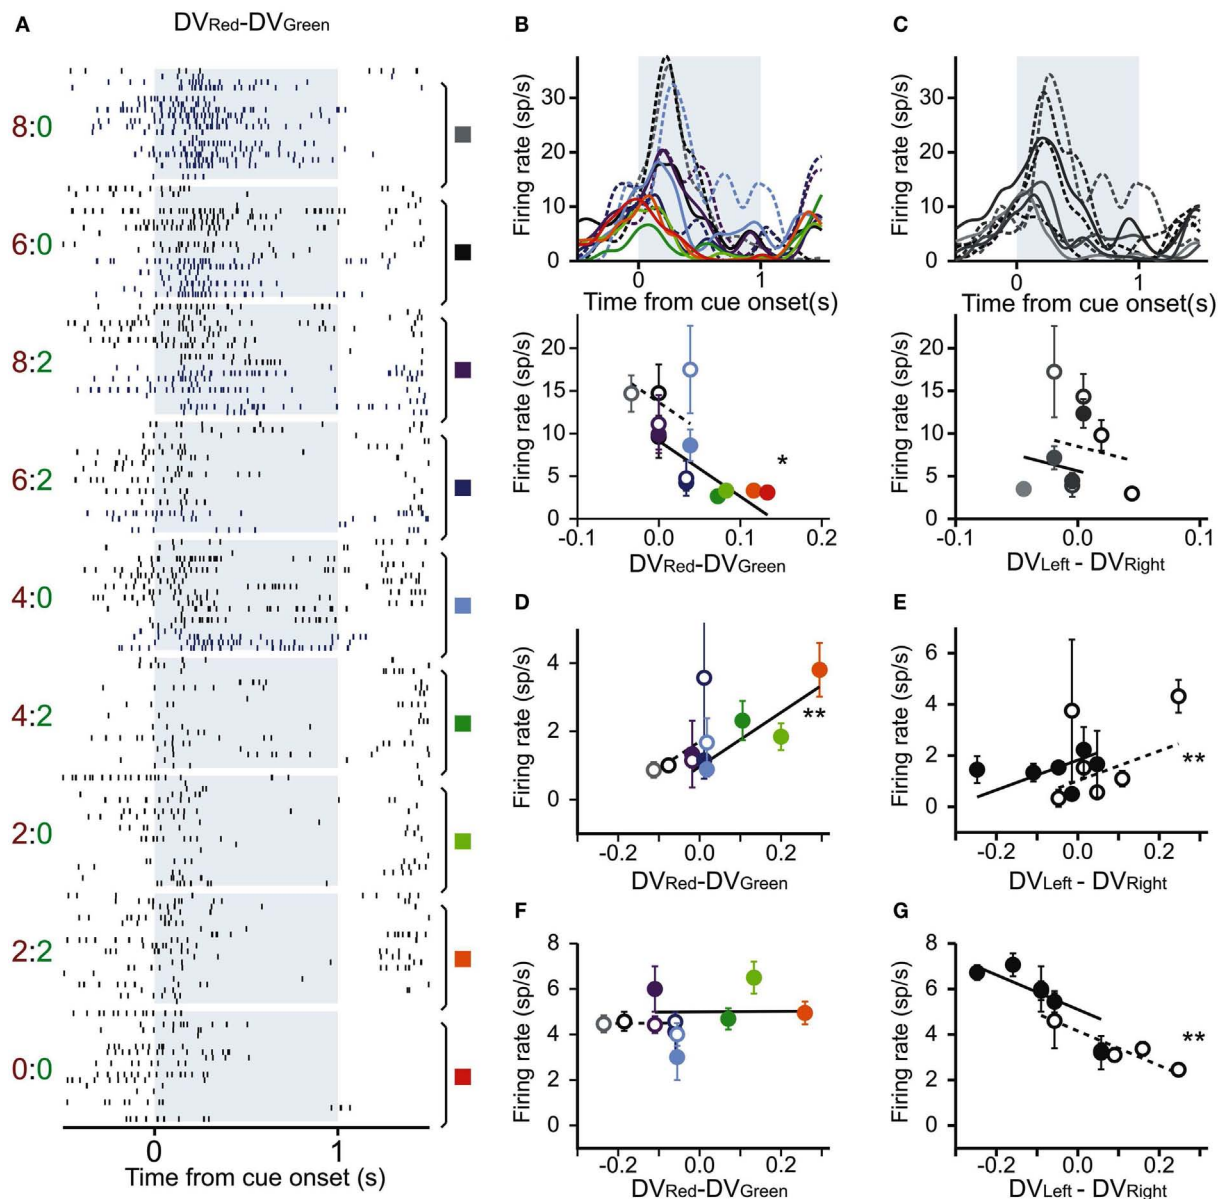 A
DVRed-DVGreen
8:0
6:0
8:2
6:2
4:0
4:2
2:0
2:2
0:0
0
1
Time from cue onset (s)
B
Firing rate (sp/s)
30
20
10
0
0
1
Time from cue onset(s)
Firing rate (sp/s)
20
15
10
5
0
*
-0.1
0.0
0.1
0.2
DVRed-DVGreen
C
Firing rate (sp/s)
30
20
10
0
0
1
Time from cue onset(s)
Firing rate (sp/s)
20
15
10
5
0
-0.1
0.0
0.1
DVLeft - DVRight
D
Firing rate (sp/s)
4
2
0
**
-0.2
0.0
0.2
DVRed-DVGreen
E
Firing rate (sp/s)
6
4
2
0
**
-0.2
0.0
0.2
DVLeft - DVRight
F
Firing rate (sp/s)
8
6
4
2
0
-0.2
0.0
0.2
DVRed-DVGreen
G
Firing rate (sp/s)
8
6
4
2
0
**
-0.2
0.0
0.2
DVLeft - DVRight